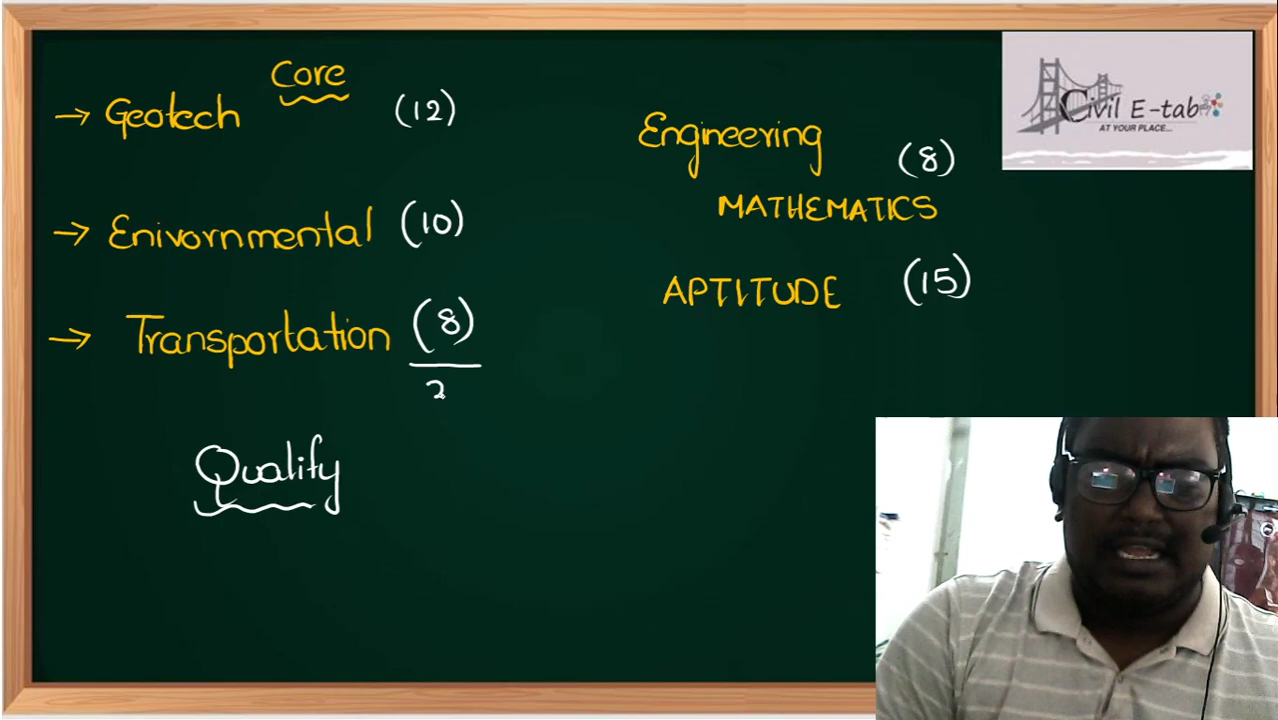 Core
→ Geotech (12)
→ Enivornmental (10)
→ Transportation (8)
2
Qualify
Engineering (8)
MATHEMATICS
APTITUDE (15)
Civil E-tab
AT YOUR PLACE...